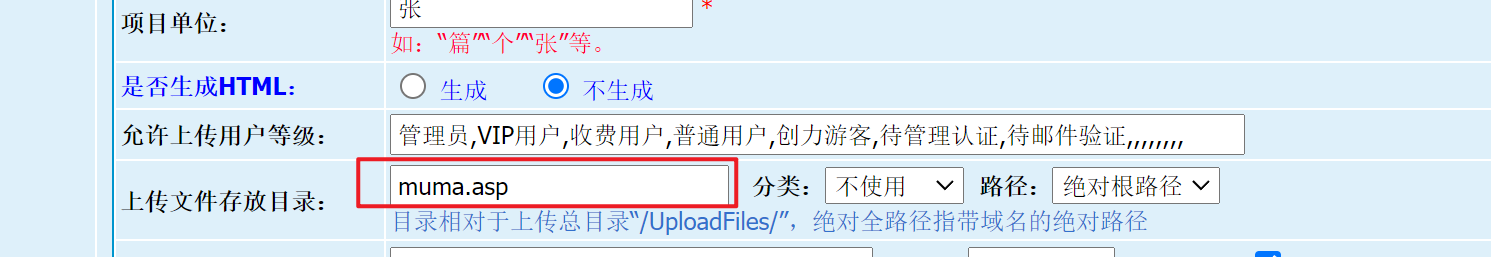 项目单位： 张 *
如：“篇”“个”“张”等。
是否生成HTML： 生成 不生成
允许上传用户等级： 管理员,VIP用户,收费用户,普通用户,创力游客,待管理认证,待邮件验证,,,,,,,,
上传文件存放目录： muma.asp 分类： 不使用 路径： 绝对根路径
目录相对于上传总目录“/UploadFiles/”，绝对全路径指带域名的绝对路径